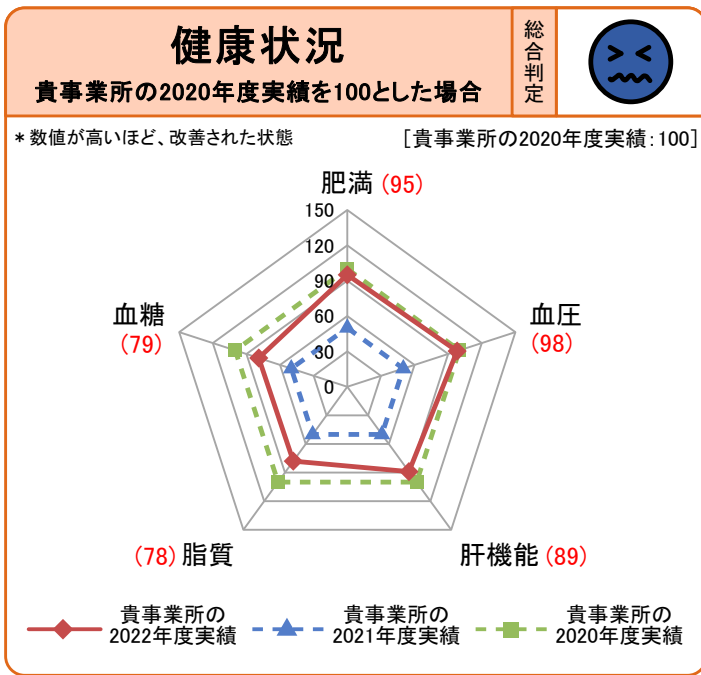 健康状況
貴事業所の2020年度実績を100とした場合
総合判定
*数値が高いほど、改善された状態
[貴事業所の2020年度実績:100]
肥満 (95)
150
120
90
60
30
0
血糖
(79)
血圧
(98)
(78) 脂質
肝機能 (89)
貴事業所の
2022年度実績
貴事業所の
2021年度実績
貴事業所の
2020年度実績